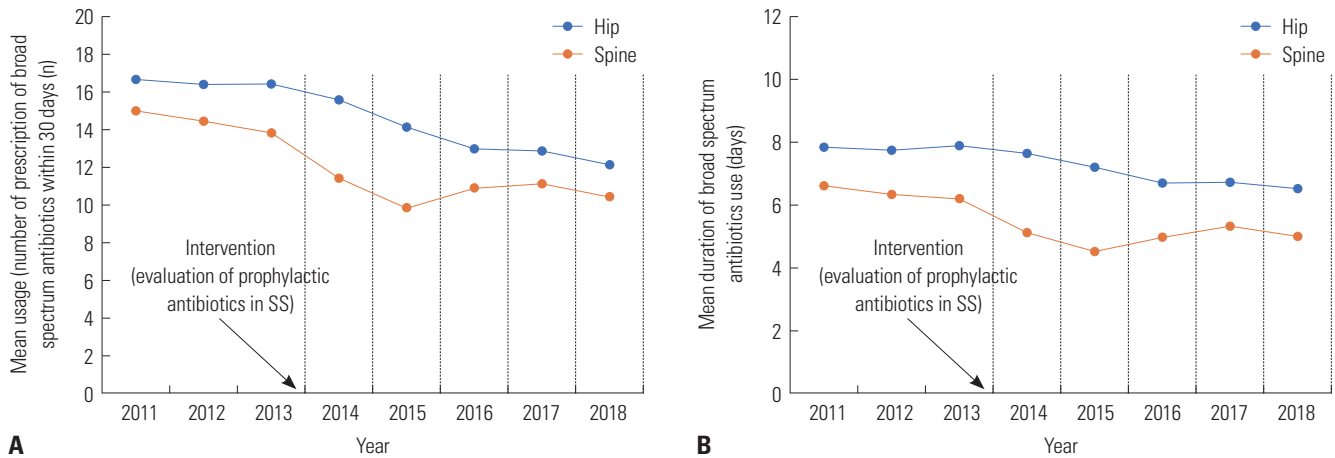 20
18
16
14
12
10
8
6
4
2
0
Mean usage (number of prescription of broad
spectrum antibiotics within 30 days (n)
Hip
Spine
Intervention
(evaluation of prophylactic
antibiotics in SS)
2011 2012 2013 2014 2015 2016 2017 2018
Year
A
12
10
8
6
4
2
0
Mean duration of broad spectrum
antibiotics use (days)
Hip
Spine
Intervention
(evaluation of prophylactic
antibiotics in SS)
2011 2012 2013 2014 2015 2016 2017 2018
Year
B